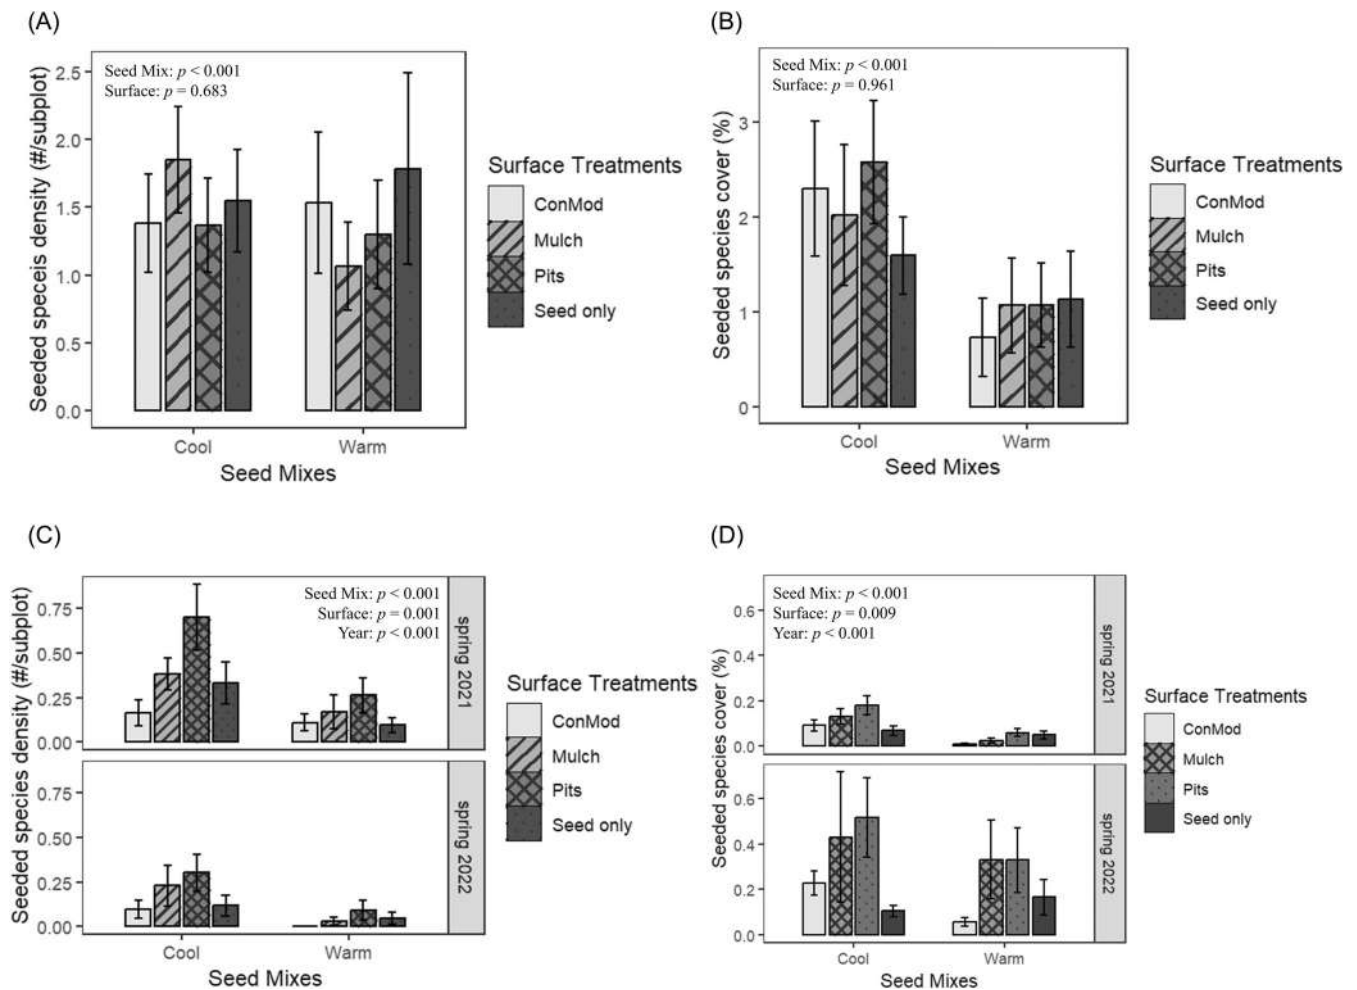 (A)
Seed Mix: p < 0.001
Surface: p = 0.683
Seeded speceis density (#/subplot)
2.5
2.0
1.5
1.0
0.5
0.0
Cool
Warm
Seed Mixes
Surface Treatments
ConMod
Mulch
Pits
Seed only
(B)
Seed Mix: p < 0.001
Surface: p = 0.961
Seeded species cover (%)
3
2
1
0
Cool
Warm
Seed Mixes
Surface Treatments
ConMod
Mulch
Pits
Seed only
(C)
Seed Mix: p < 0.001
Surface: p = 0.001
Year: p < 0.001
Seeded species density (#/subplot)
0.75
0.50
0.25
0.00
spring 2021
0.75
0.50
0.25
0.00
spring 2022
Cool
Warm
Seed Mixes
Surface Treatments
ConMod
Mulch
Pits
Seed only
(D)
Seed Mix: p < 0.001
Surface: p = 0.009
Year: p < 0.001
Seeded species cover (%)
0.6
0.4
0.2
0.0
spring 2021
0.6
0.4
0.2
0.0
spring 2022
Cool
Warm
Seed Mixes
Surface Treatments
ConMod
Mulch
Pits
Seed only